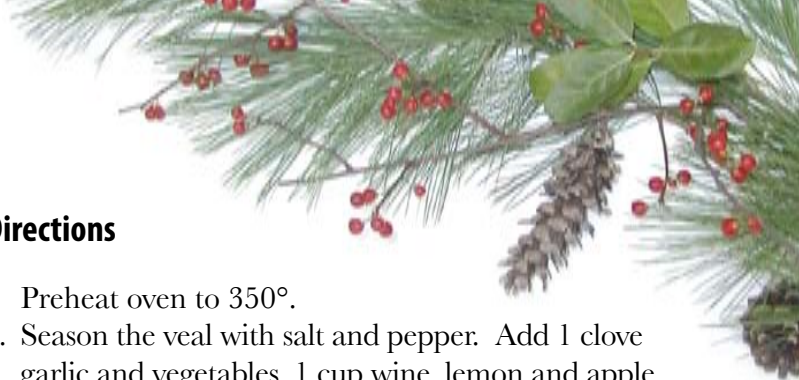 Directions
Preheat oven to 350°.
. Season the veal with salt and pepper. Add 1 clove
garlic and vegetables, 1 cup wine, lemon and apple